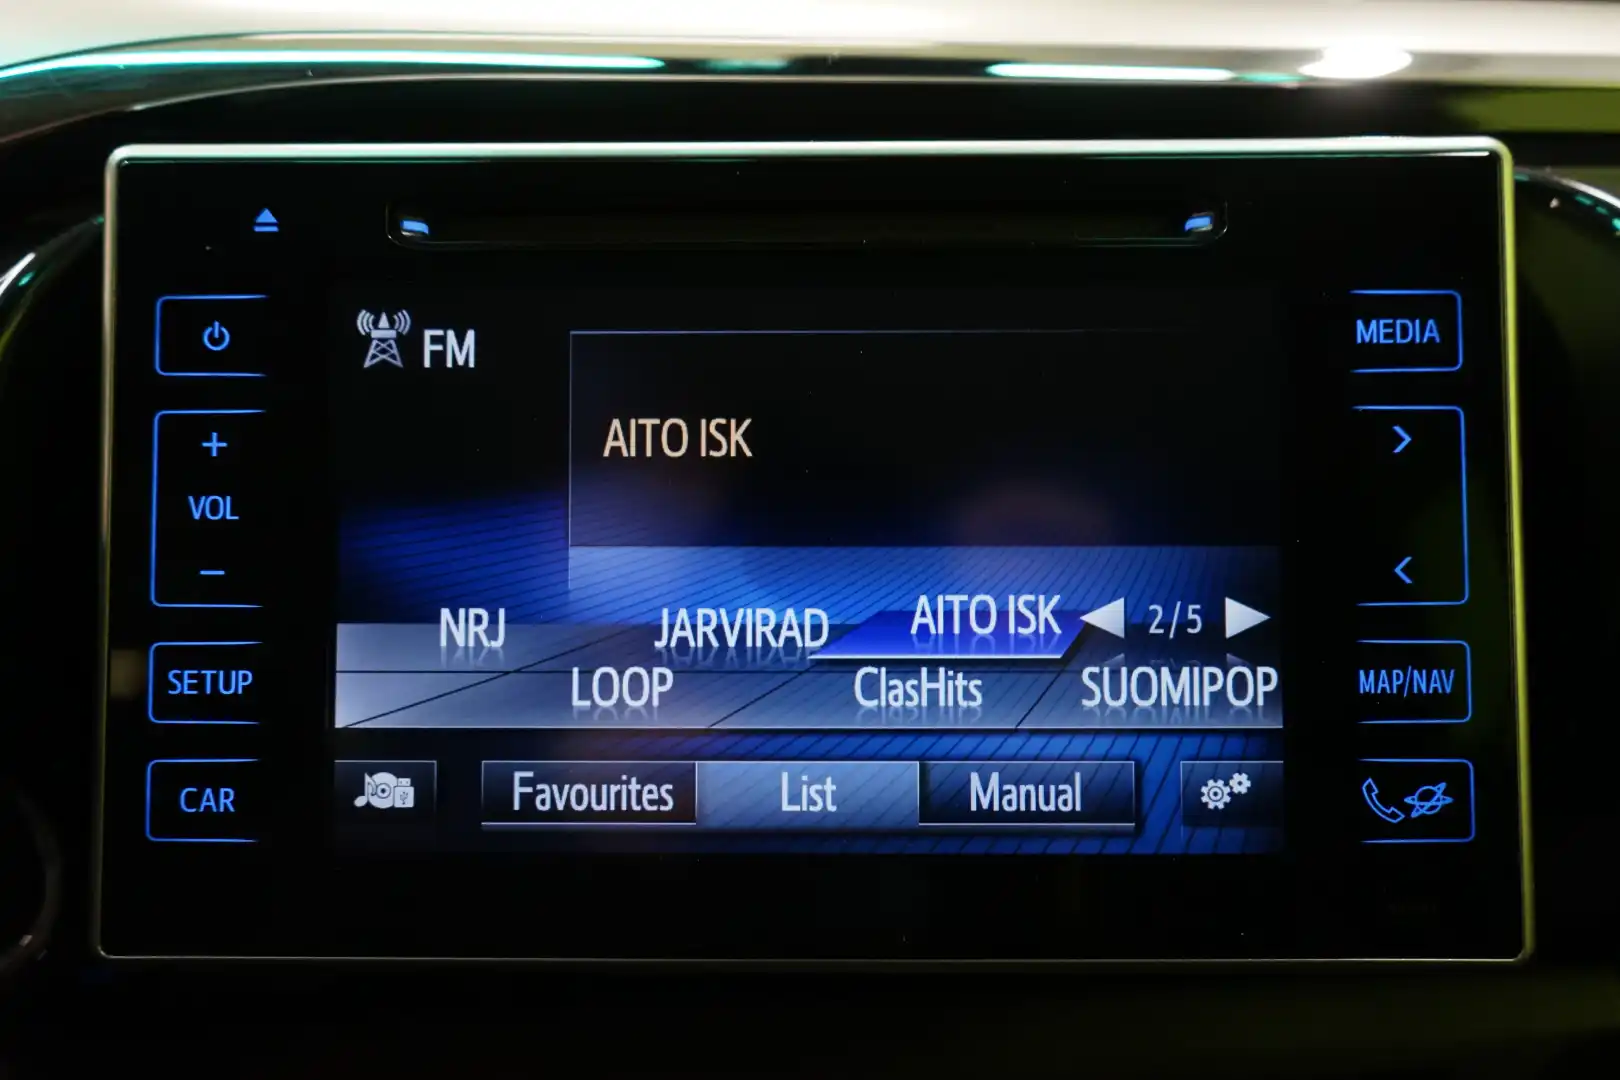 FM
MEDIA
AITO ISK
+
VOL
−
>
<
NRJ JARVIRAD AITO ISK 2/5
LOOP ClasHits SUOMIPOP
SETUP
MAP/NAV
CAR
Favourites List Manual